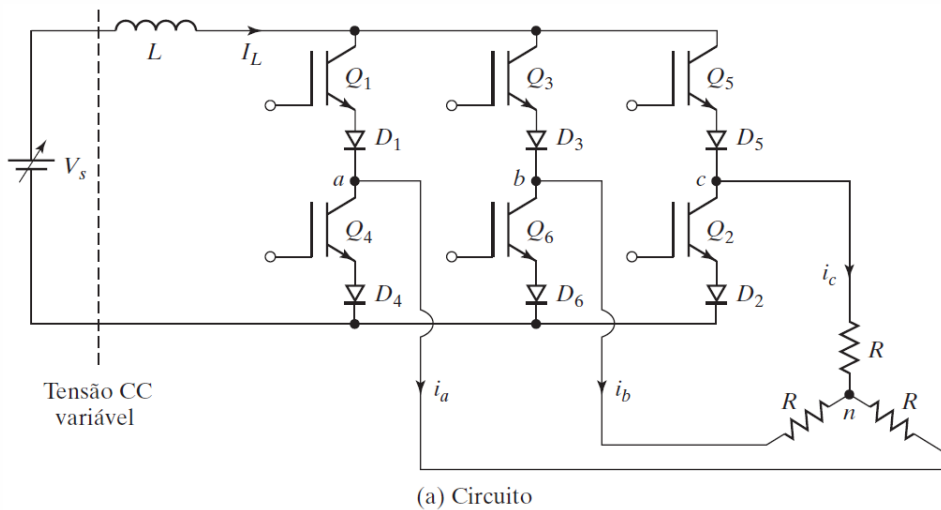 L
I_L
Q_1
Q_3
Q_5
D_1
D_3
D_5
V_s
a
b
c
Q_4
Q_6
Q_2
i_c
D_4
D_6
D_2
R
Tensão CC
variável
i_a
i_b
R
R
n
(a) Circuito